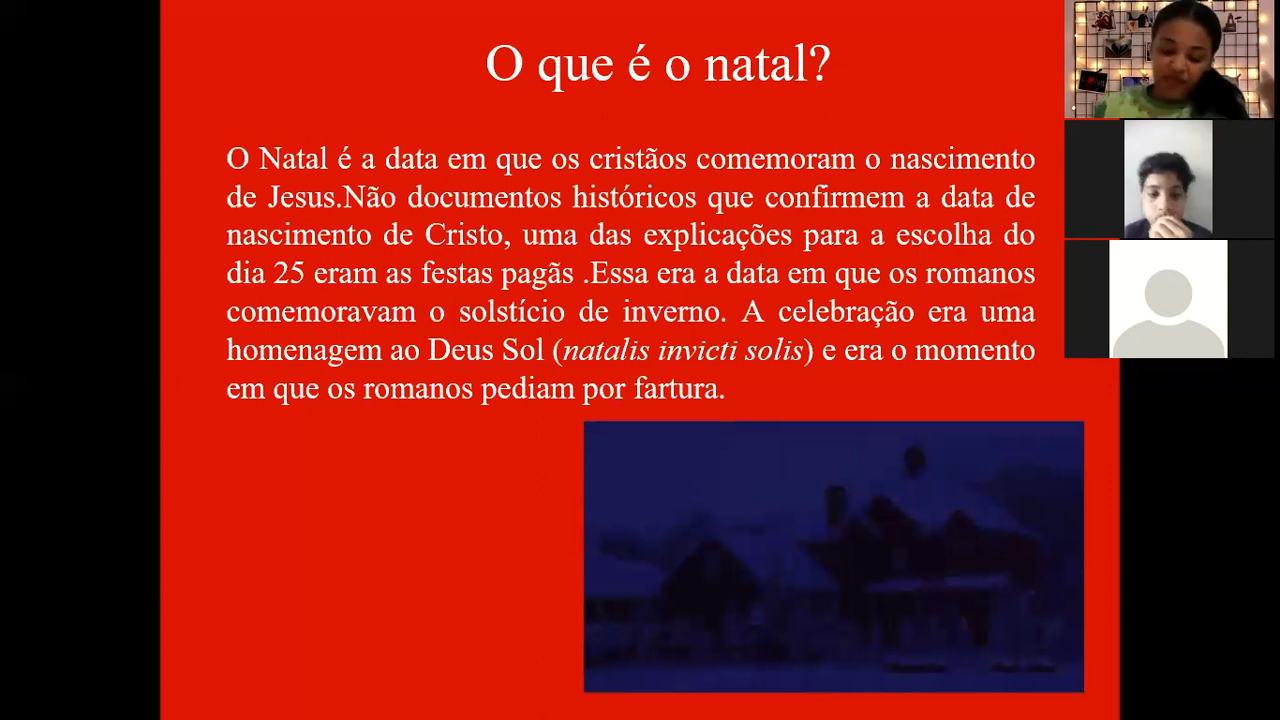 O que é o natal?
O Natal é a data em que os cristãos comemoram o nascimento
de Jesus.Não documentos históricos que confirmem a data de
nascimento de Cristo, uma das explicações para a escolha do
dia 25 eram as festas pagãs .Essa era a data em que os romanos
comemoravam o solstício de inverno. A celebração era uma
homenagem ao Deus Sol (natalis invicti solis) e era o momento
em que os romanos pediam por fartura.